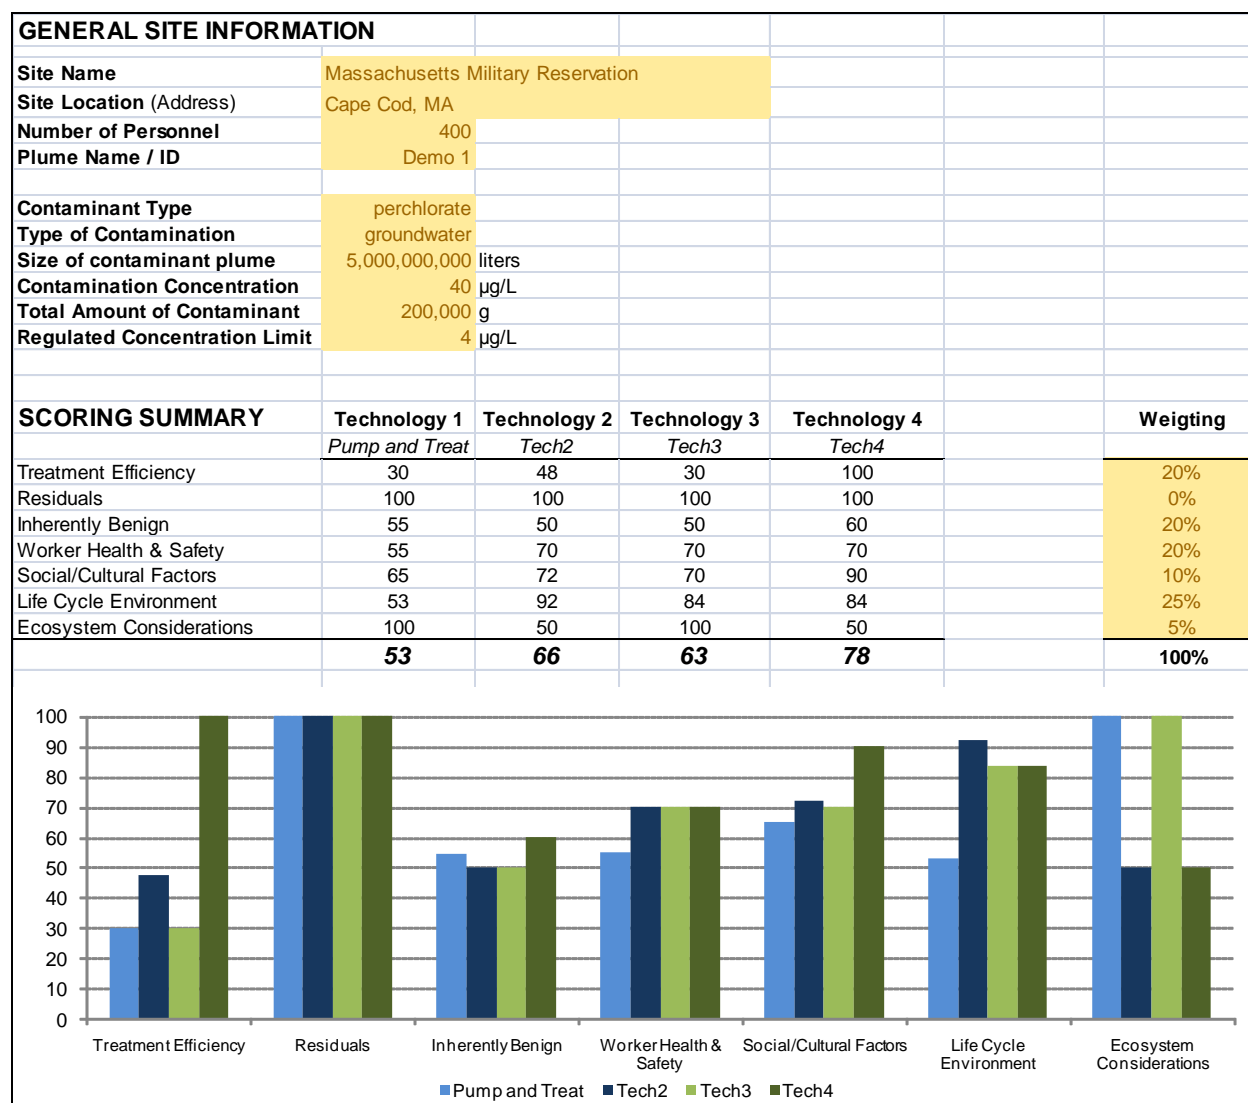 GENERAL SITE INFORMATION
Site Name Massachusetts Military Reservation
Site Location (Address) Cape Cod, MA
Number of Personnel 400
Plume Name / ID Demo 1
Contaminant Type perchlorate
Type of Contamination groundwater
Size of contaminant plume 5,000,000,000 liters
Contamination Concentration 40 µg/L
Total Amount of Contaminant 200,000 g
Regulated Concentration Limit 4 µg/L
SCORING SUMMARY Technology 1 Technology 2 Technology 3 Technology 4 Weigting
Pump and Treat Tech2 Tech3 Tech4
Treatment Efficiency 30 48 30 100 20%
Residuals 100 100 100 100 0%
Inherently Benign 55 50 50 60 20%
Worker Health & Safety 55 70 70 70 20%
Social/Cultural Factors 65 72 70 90 10%
Life Cycle Environment 53 92 84 84 25%
Ecosystem Considerations 100 50 100 50 5%
53 66 63 78 100%
100
90
80
70
60
50
40
30
20
10
0
Treatment Efficiency Residuals Inherently Benign Worker Health & Social/Cultural Factors Life Cycle Ecosystem
Safety Environment Considerations
Pump and Treat Tech2 Tech3 Tech4